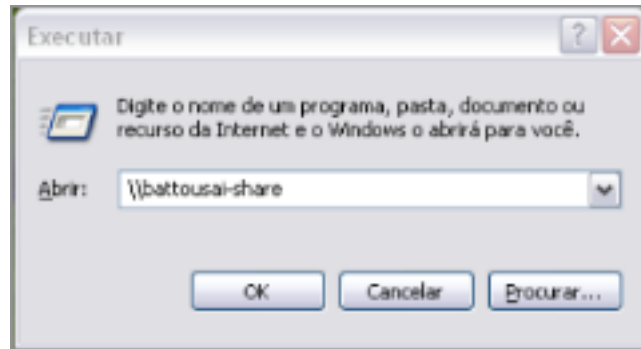 Executar
Digite o nome de um programa, pasta, documento ou
recurso da Internet e o Windows o abrirá para você.
Abrir: \\battousai-share
OK Cancelar Procurar...